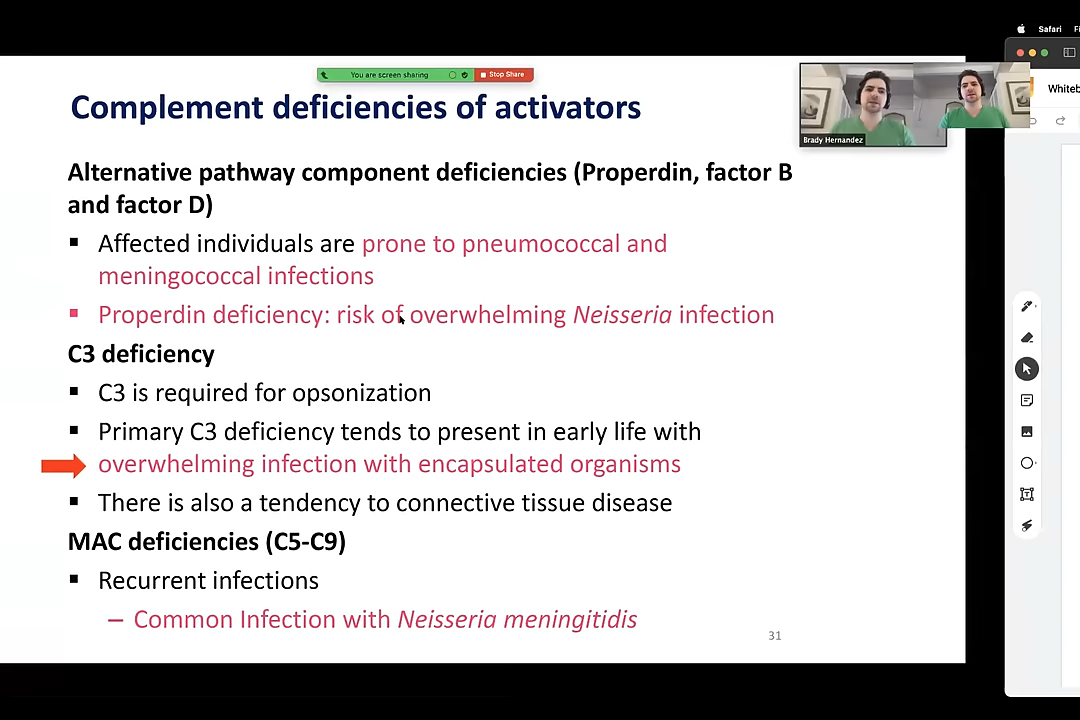 Safari
You are screen sharing
Stop Share
Complement deficiencies of activators
Brady Hernandez
Alternative pathway component deficiencies (Properdin, factor B
and factor D)
▪ Affected individuals are prone to pneumococcal and
meningococcal infections
▪ Properdin deficiency: risk of overwhelming Neisseria infection
C3 deficiency
▪ C3 is required for opsonization
▪ Primary C3 deficiency tends to present in early life with
overwhelming infection with encapsulated organisms
▪ There is also a tendency to connective tissue disease
MAC deficiencies (C5-C9)
▪ Recurrent infections
– Common Infection with Neisseria meningitidis
31